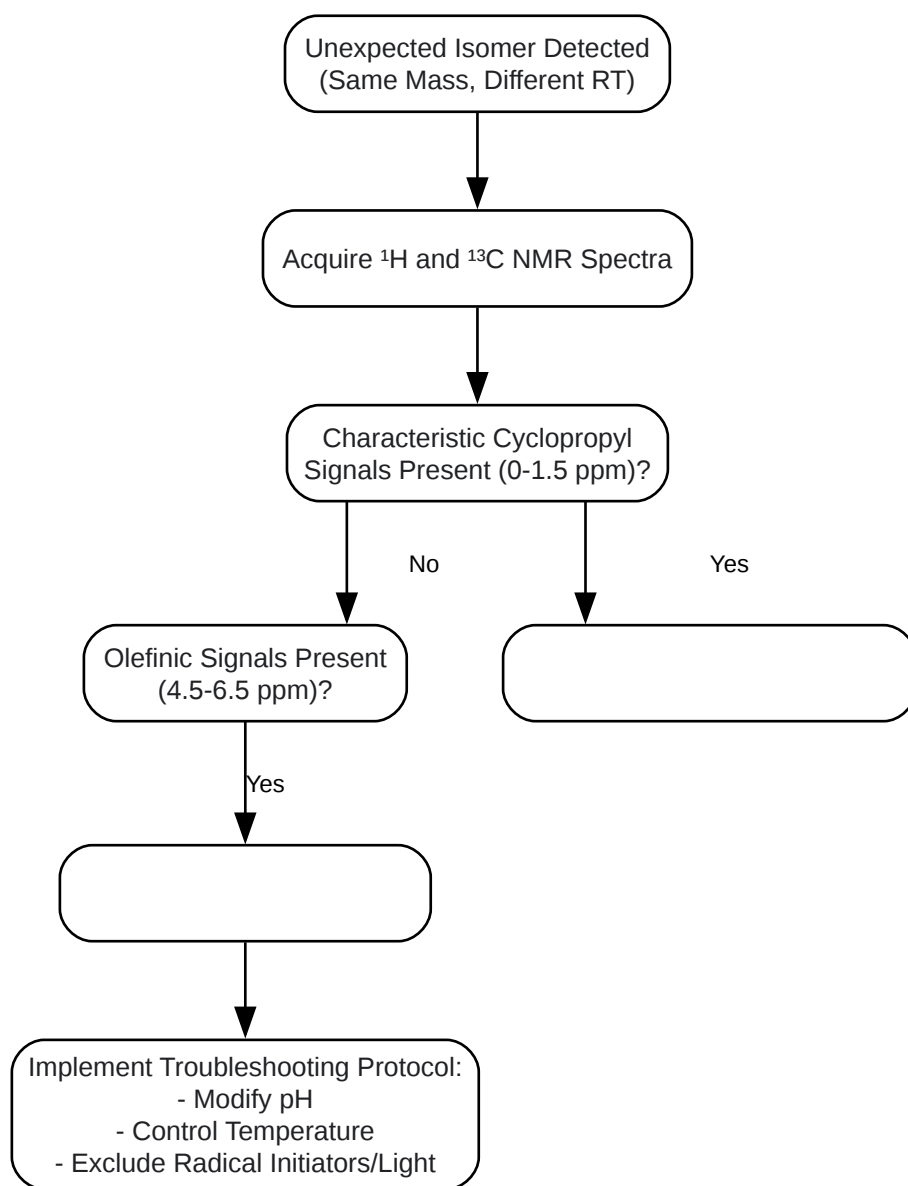 Unexpected Isomer Detected
(Same Mass, Different RT)
Acquire ¹H and ¹³C NMR Spectra
Characteristic Cyclopropyl
Signals Present (0-1.5 ppm)?
No
Yes
Olefinic Signals Present
(4.5-6.5 ppm)?
Yes
Implement Troubleshooting Protocol:
- Modify pH
- Control Temperature
- Exclude Radical Initiators/Light